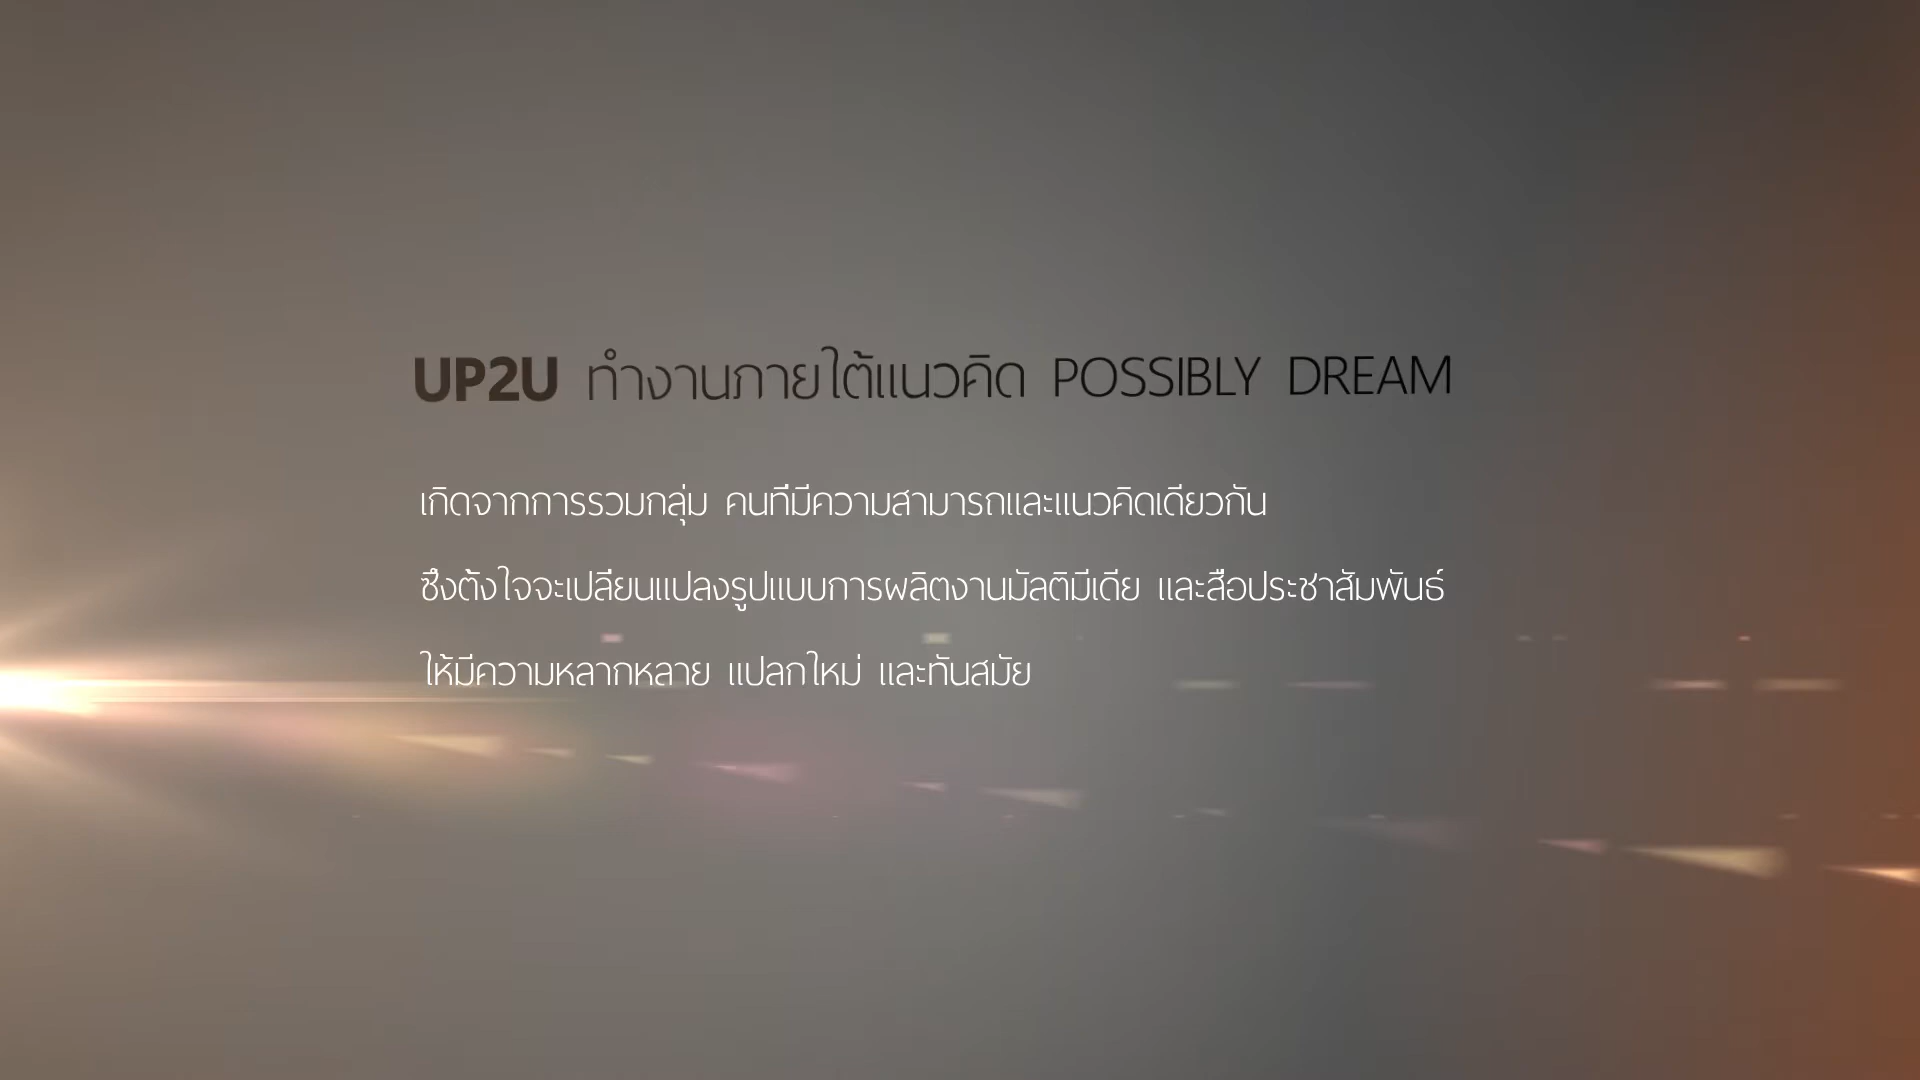 UP2U ทำงานภายใต้แนวคิด POSSIBLY DREAM
เกิดจากการรวมกลุ่ม คนที่มีความสามารถและแนวคิดเดียวกัน
ซึ่งตั้งใจจะเปลี่ยนแปลงรูปแบบการผลิตงานมัลติมีเดีย และสื่อประชาสัมพันธ์
ให้มีความหลากหลาย แปลกใหม่ และทันสมัย